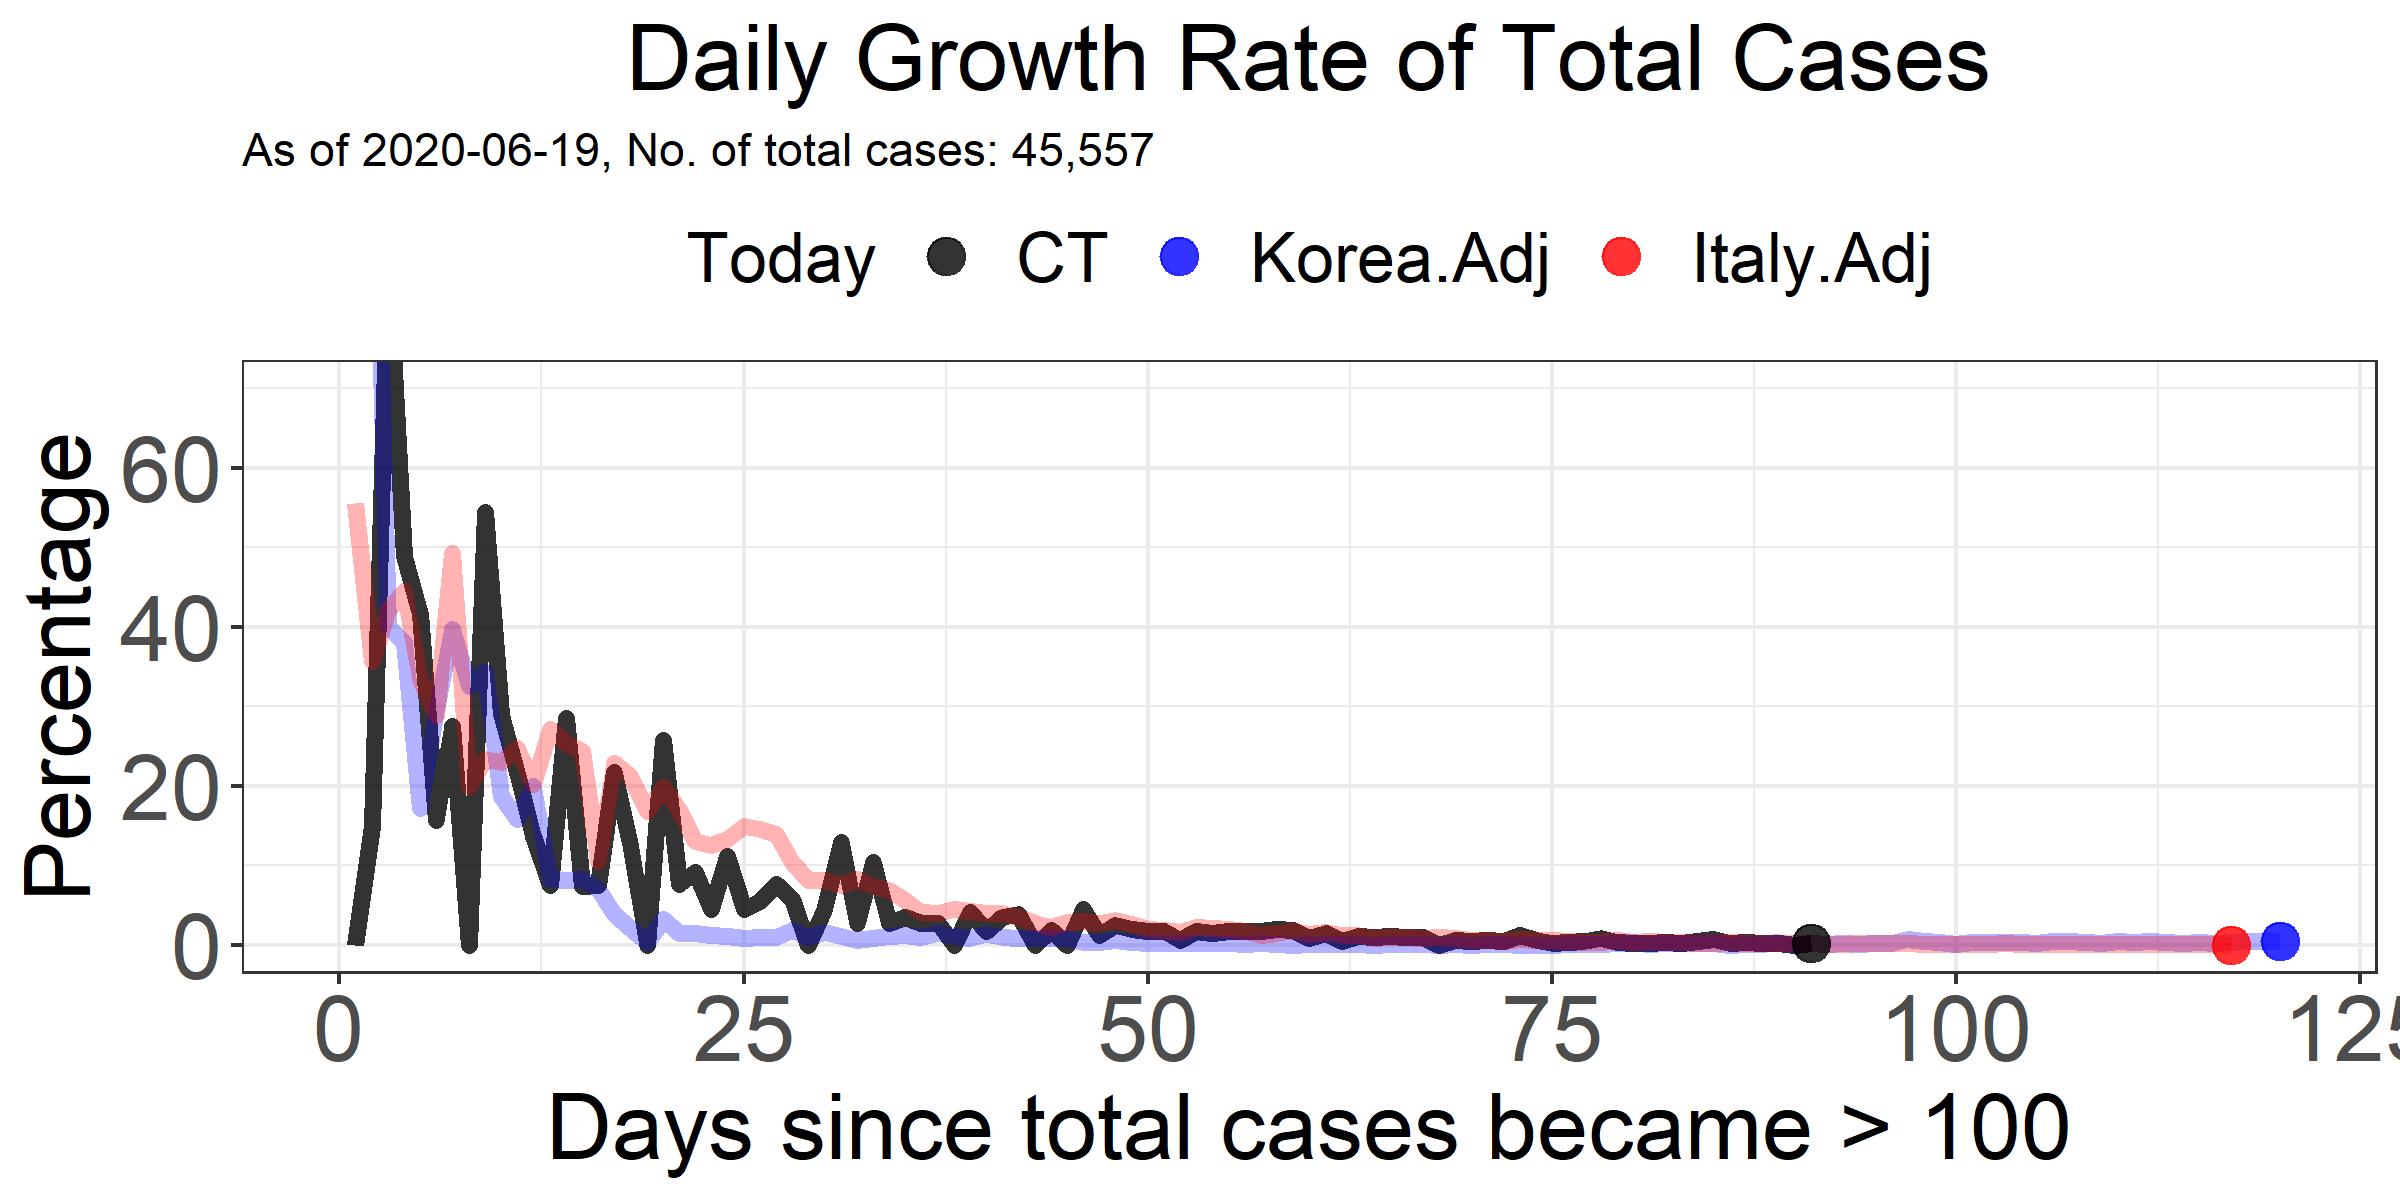 Daily Growth Rate of Total Cases
As of 2020-06-19, No. of total cases: 45,557
Today CT Korea.Adj Italy.Adj
Percentage
60
40
20
0
0 25 50 75 100 125
Days since total cases became > 100